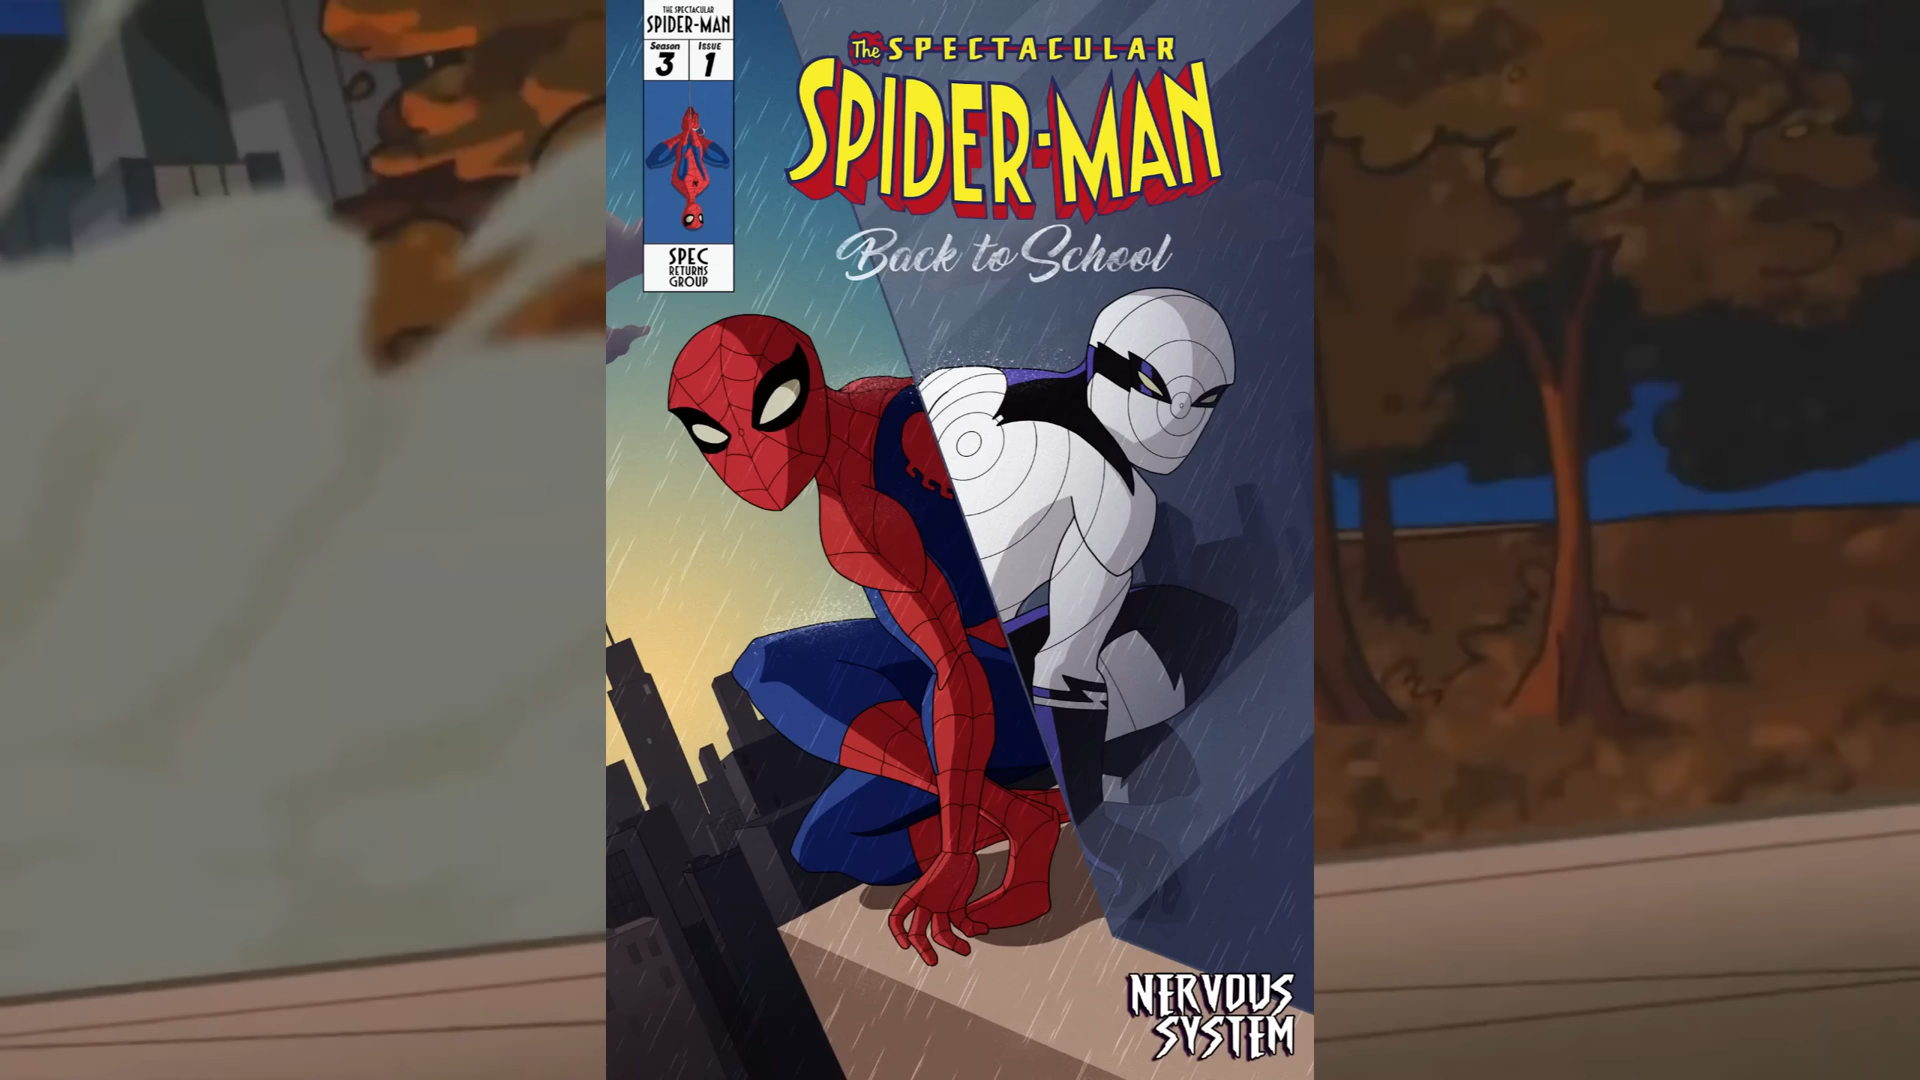 THE SPECTACULAR
SPIDER-MAN
Season
3
ISSUE
1
SPEC
RETURNS
GROUP
The SPECTACULAR
SPIDER-MAN
Back to School
NERVOUS
SYSTEM